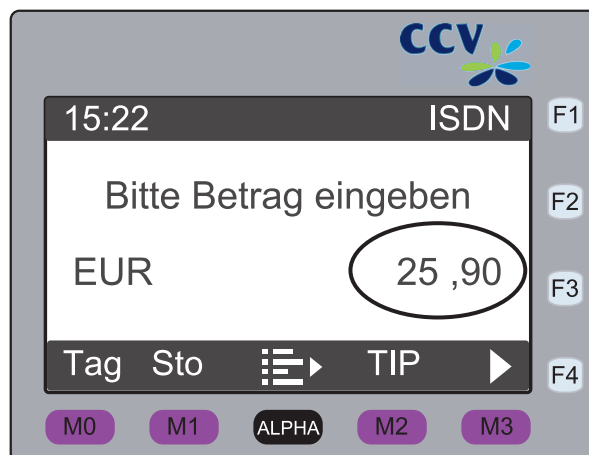 CCV
15:22 ISDN
F1
Bitte Betrag eingeben
F2
EUR 25 ,90
F3
Tag Sto TIP
F4
M0 M1 ALPHA M2 M3